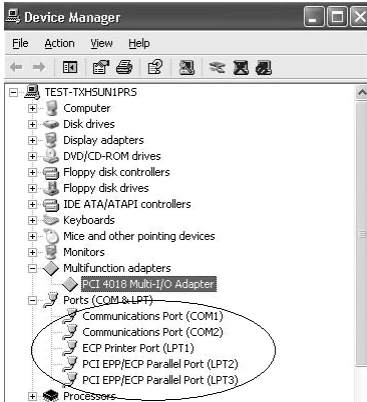 Device Manager
File Action View Help
TEST-TXHSUN1PRS
Computer
Disk drives
Display adapters
DVD/CD-ROM drives
Floppy disk controllers
Floppy disk drives
IDE ATA/ATAPI controllers
Keyboards
Mice and other pointing devices
Monitors
Multifunction adapters
PCI 4018 Multi-I/O Adapter
Ports (COM & LPT)
Communications Port (COM1)
Communications Port (COM2)
ECP Printer Port (LPT1)
PCI EPP/ECP Parallel Port (LPT2)
PCI EPP/ECP Parallel Port (LPT3)
Processors